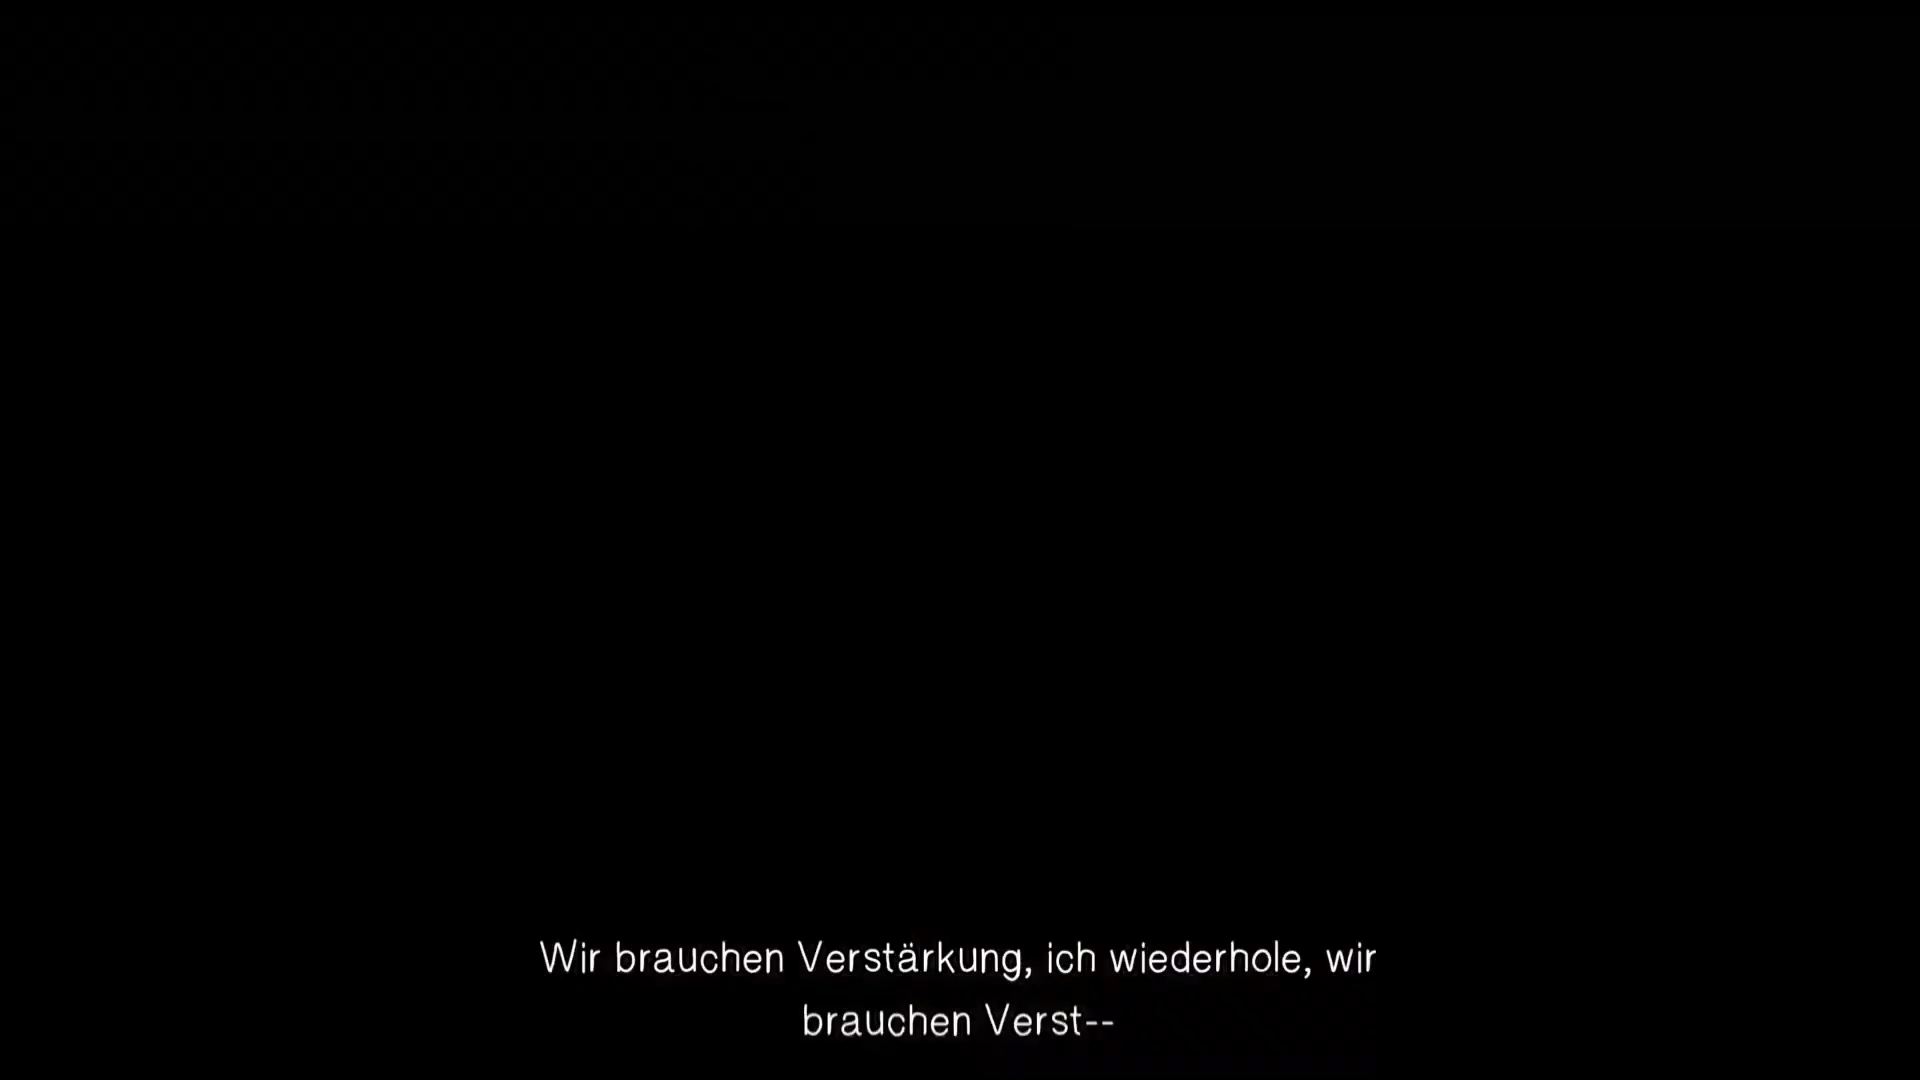 Wir brauchen Verstärkung, ich wiederhole, wir
brauchen Verst--